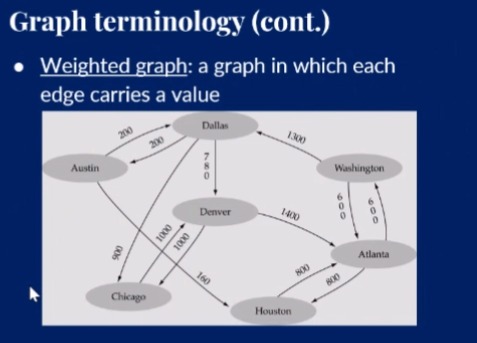 Graph terminology (cont.)
• Weighted graph: a graph in which each
edge carries a value
Dallas
200
200
1300
Austin
780
Washington
Denver
1400
600
600
900
1000
1000
Atlanta
160
800
800
Chicago
Houston